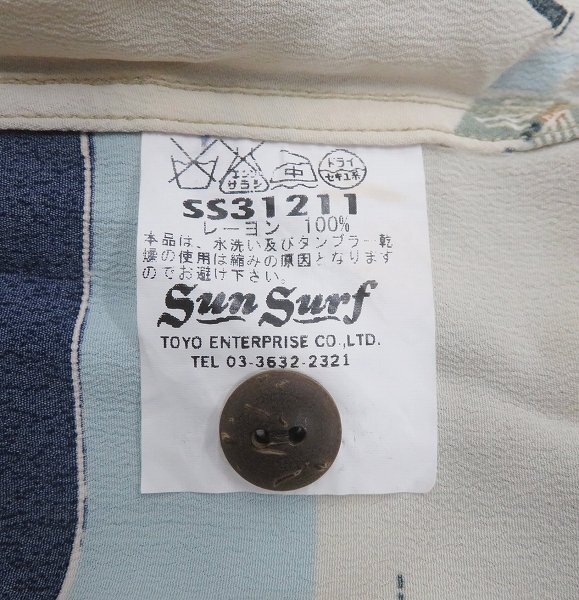 エンソ
サラシ
中
ドライ
セキユ系
SS31211
レーヨン 100%
本品は、水洗い及びタンブラー乾
燥の使用は縮みの原因となります
のでお避け下さい。
Sun Surf
TOYO ENTERPRISE CO.,LTD.
TEL 03-3632-2321